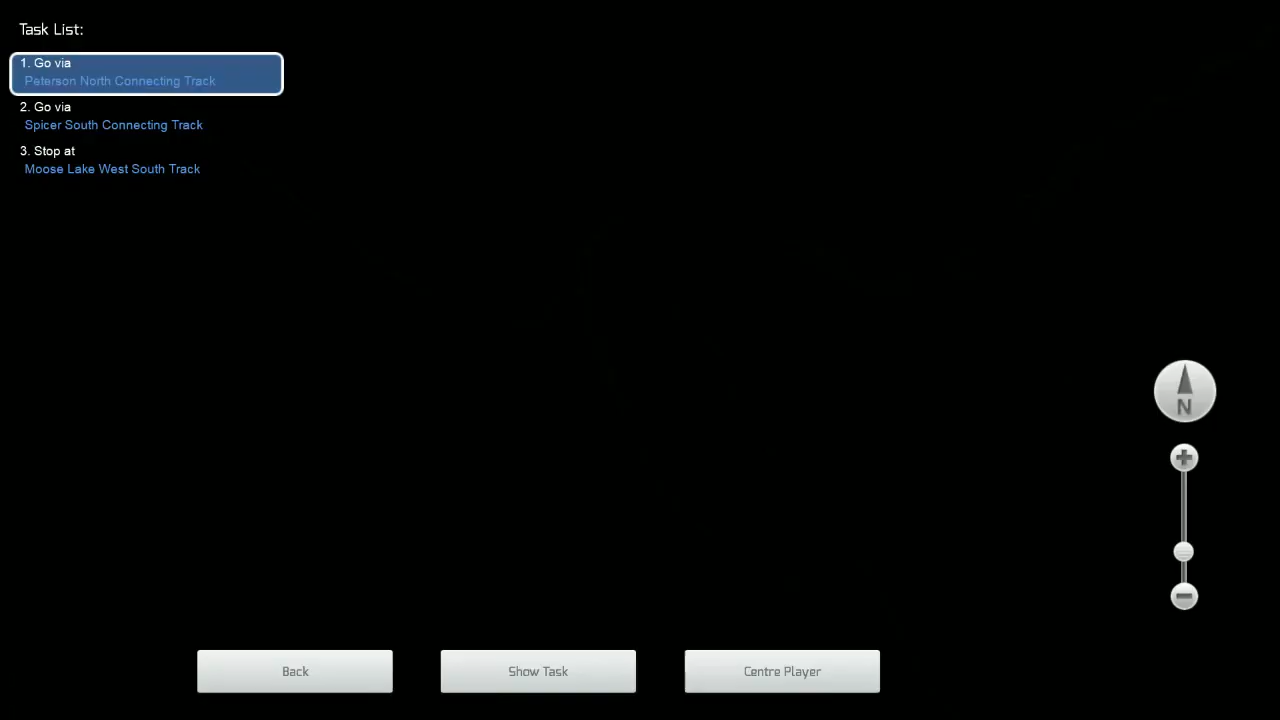 Task List:
1. Go via
Peterson North Connecting Track
2. Go via
Spicer South Connecting Track
3. Stop at
Moose Lake West South Track
N
Back
Show Task
Centre Player